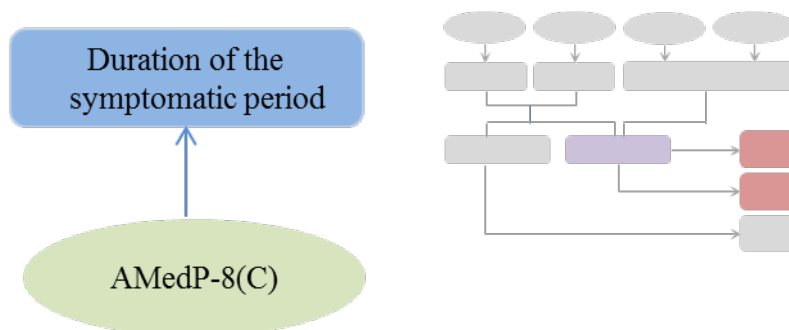 Duration of the
symptomatic period
AMedP-8(C)